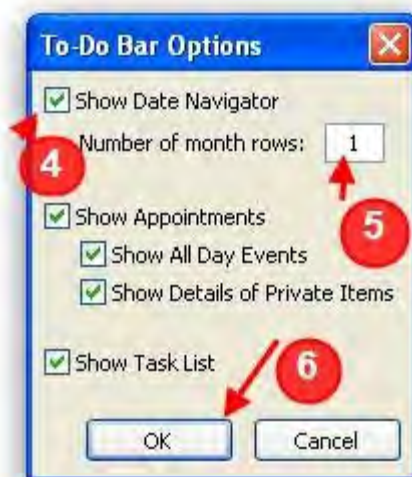 To-Do Bar Options
Show Date Navigator
4 Number of month rows: 1
5
Show Appointments
Show All Day Events
Show Details of Private Items
Show Task List
6
OK Cancel